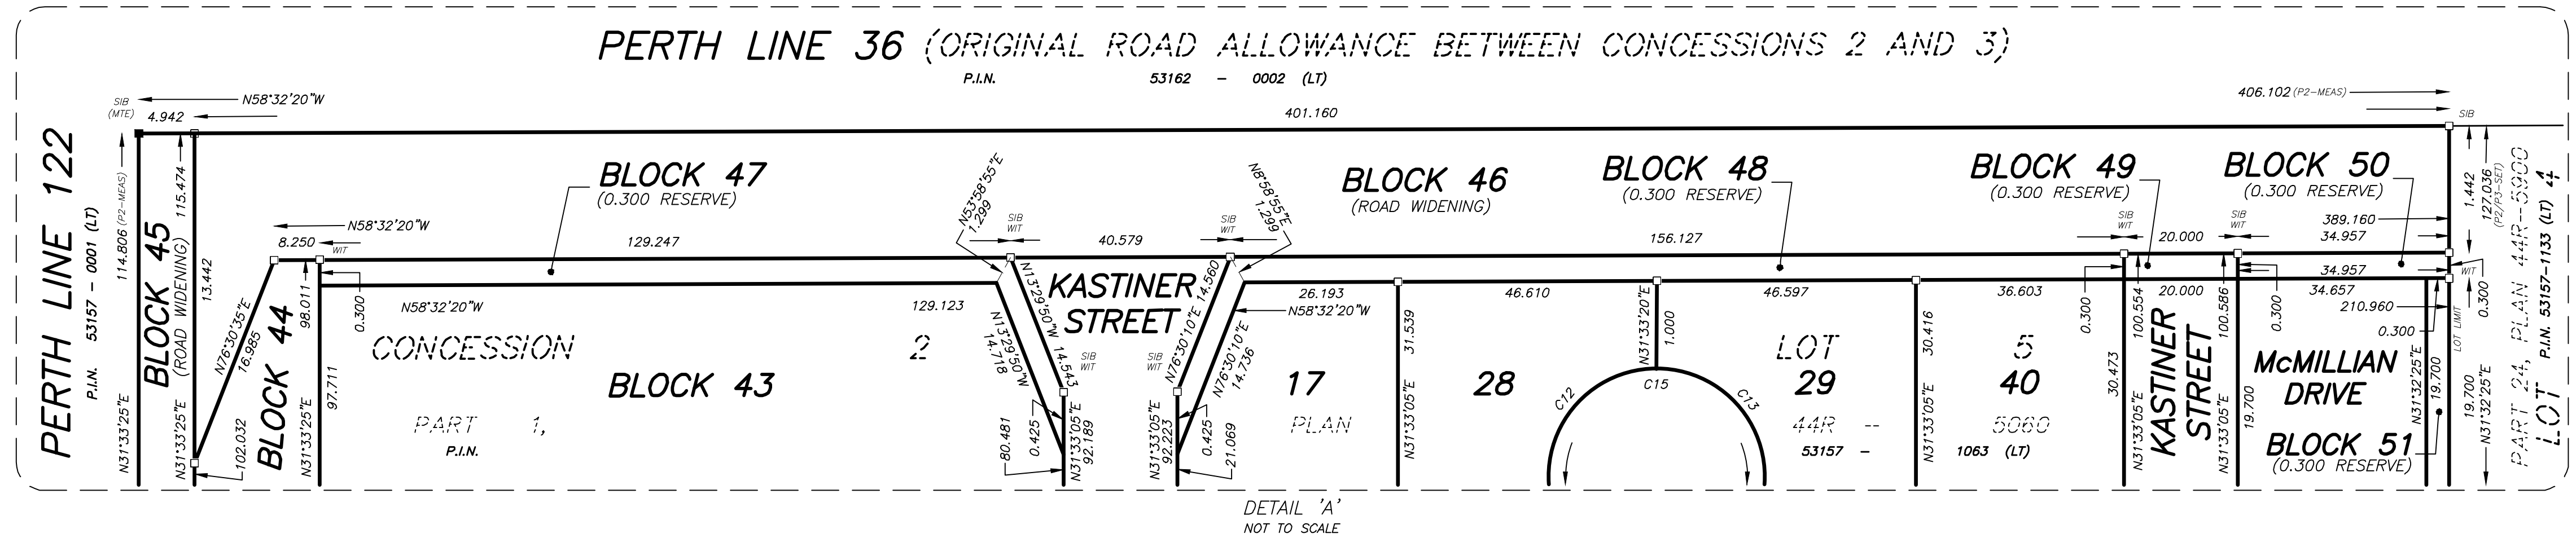 PERTH LINE 36 (ORIGINAL ROAD ALLOWANCE BETWEEN CONCESSIONS 2 AND 3)
P.I.N. 53162 - 0002 (LT)
PERTH LINE 122
P.I.N. 53157 - 0001 (LT)
SIB
(MTE)
N58°32'20"W
4.942
401.160
406.102 (P2-MEAS)
SIB
114.806 (P2-MEAS)
N31°33'25"E
BLOCK 45
(ROAD WIDENING)
115.474
13.442
N31°33'25"E
102.032
N76°30'35"E
16.985
BLOCK 44
N58°32'20"W
8.250
WIT
98.011
N31°33'25"E
97.711
0.300
BLOCK 47
(0.300 RESERVE)
129.247
N58°32'20"W
129.123
CONCESSION 2
BLOCK 43
PART 1,
P.I.N.
N53°58'55"E
1.299
SIB
WIT
40.579
SIB
WIT
N8°58'55"E
1.299
N13°29'50"W 14.543
N13°29'50"W
14.718
KASTINER
STREET
N76°30'10"E 14.560
N76°30'10"E
14.736
SIB
WIT
SIB
WIT
80.481
0.425
N31°33'05"E
92.189
N31°33'05"E
92.223
0.425
21.069
BLOCK 46
(ROAD WIDENING)
156.127
BLOCK 48
(0.300 RESERVE)
26.193
N58°32'20"W
46.610
46.597
36.603
17
PLAN
31.539
N31°33'05"E
28
N31°33'20"E
1.000
C12
C15
C13
LOT 5
29
44R --
53157 - 1063 (LT)
30.416
N31°33'05"E
40
5060
BLOCK 49
(0.300 RESERVE)
SIB
WIT
20.000
SIB
WIT
0.300
100.554
30.473
N31°33'05"E
20.000
KASTINER
STREET
100.586
N31°33'05"E
19.700
0.300
BLOCK 50
(0.300 RESERVE)
389.160
34.957
34.957
34.657
210.960
0.300
McMILLIAN
DRIVE
BLOCK 51
(0.300 RESERVE)
N31°32'25"E
19.700
LOT LIMIT
WIT
0.300
1.442
127.036
(P2/P3-SET)
19.700
N31°32'25"E
PART 24, PLAN 44R-5900
LOT 4
P.I.N. 53157-1133 (LT)
DETAIL 'A'
NOT TO SCALE